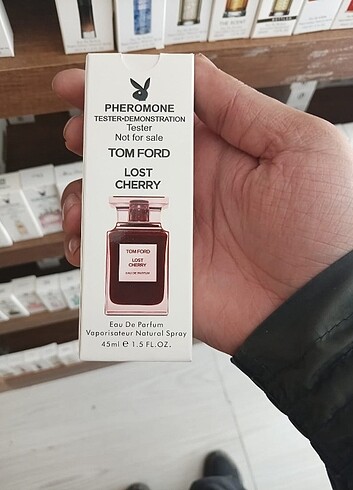 PHEROMONE
TESTER•DEMONSTRATION
Tester
Not for sale
TOM FORD
LOST
CHERRY
TOM FORD
LOST
CHERRY
EAU DE PARFUM
Eau De Parfum
Vaporisateur Natural Spray
45ml e 1.5 FL.OZ.